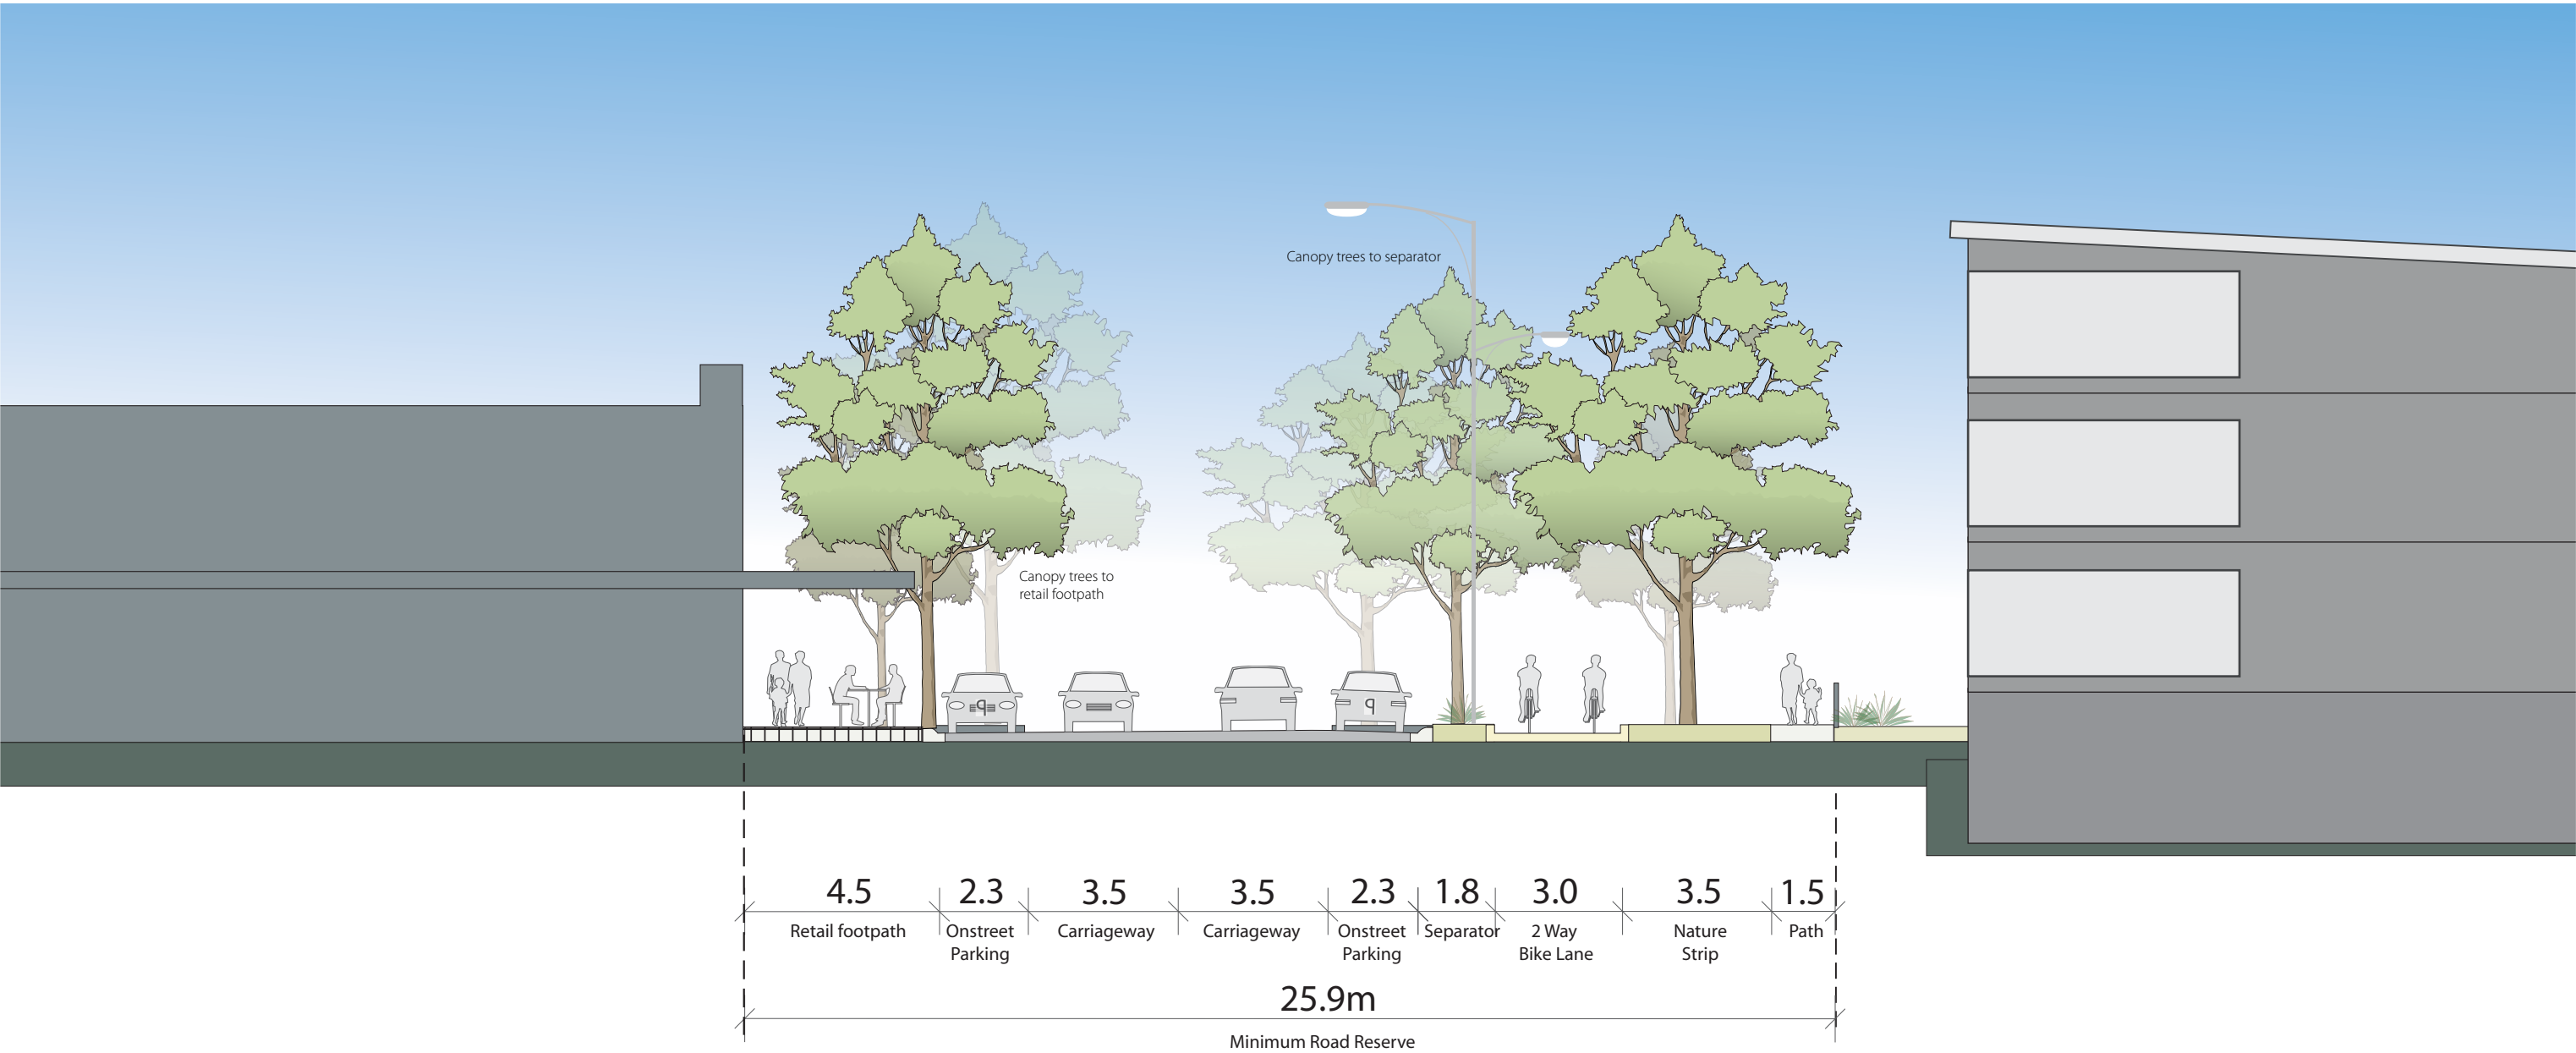 Canopy trees to separator
Canopy trees to
retail footpath
4.5 2.3 3.5 3.5 2.3 1.8 3.0 3.5 1.5
Retail footpath Onstreet Carriageway Carriageway Onstreet Separator 2 Way Nature Path
Parking Parking Bike Lane Strip
25.9m
Minimum Road Reserve